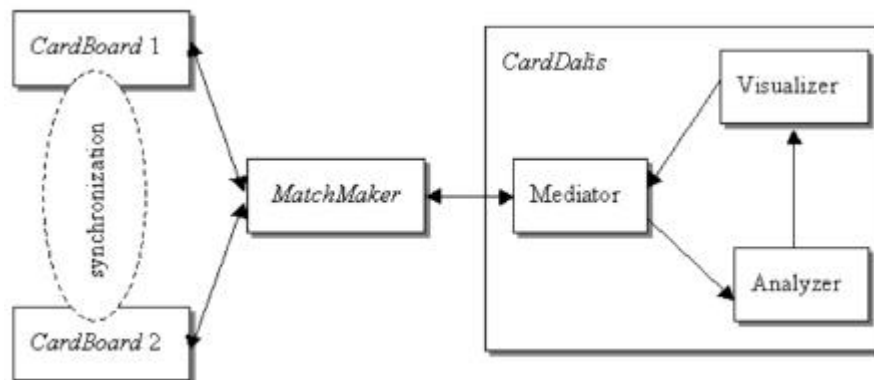 CardBoard 1
synchronization
CardBoard 2
MatchMaker
CardDalis
Visualizer
Mediator
Analyzer